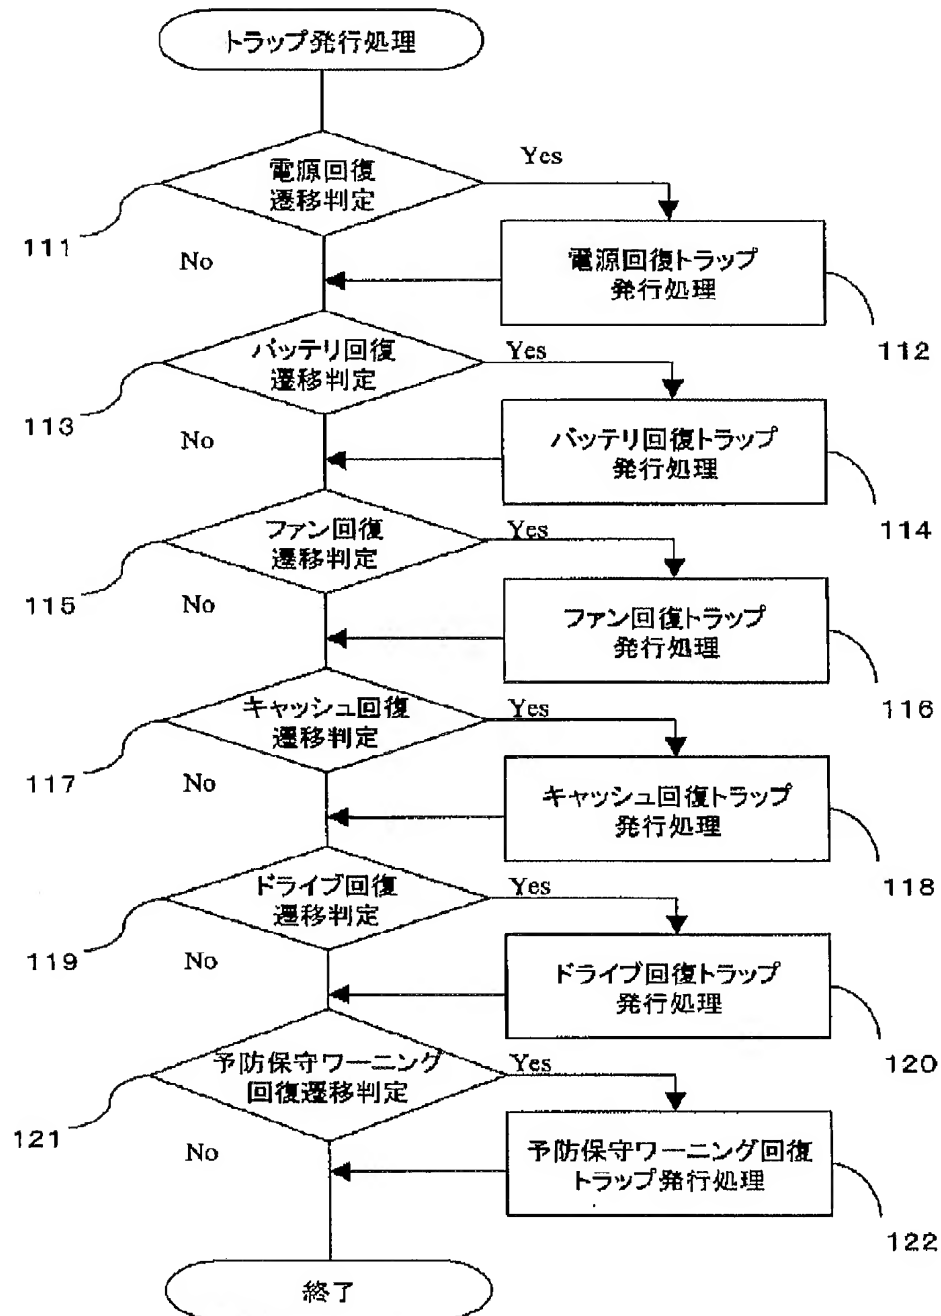 トラップ発行処理
電源回復
遷移判定
Yes
111
No
電源回復トラップ
発行処理
112
バッテリ回復
遷移判定
Yes
113
No
バッテリ回復トラップ
発行処理
114
ファン回復
遷移判定
Yes
115
No
ファン回復トラップ
発行処理
116
キャッシュ回復
遷移判定
Yes
117
No
キャッシュ回復トラップ
発行処理
118
ドライブ回復
遷移判定
Yes
119
No
ドライブ回復トラップ
発行処理
120
予防保守ワーニング
回復遷移判定
Yes
121
No
予防保守ワーニング回復
トラップ発行処理
122
終了